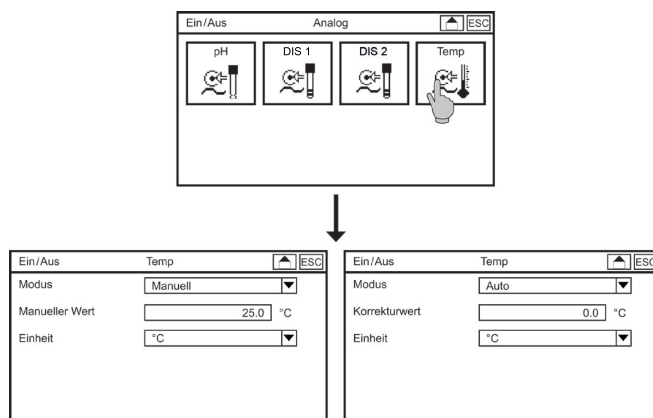 Ein/Aus Analog ESC
pH DIS 1 DIS 2 Temp
Ein/Aus Temp ESC
Modus Manuell
Manueller Wert 25.0 °C
Einheit °C
Ein/Aus Temp ESC
Modus Auto
Korrekturwert 0.0 °C
Einheit °C